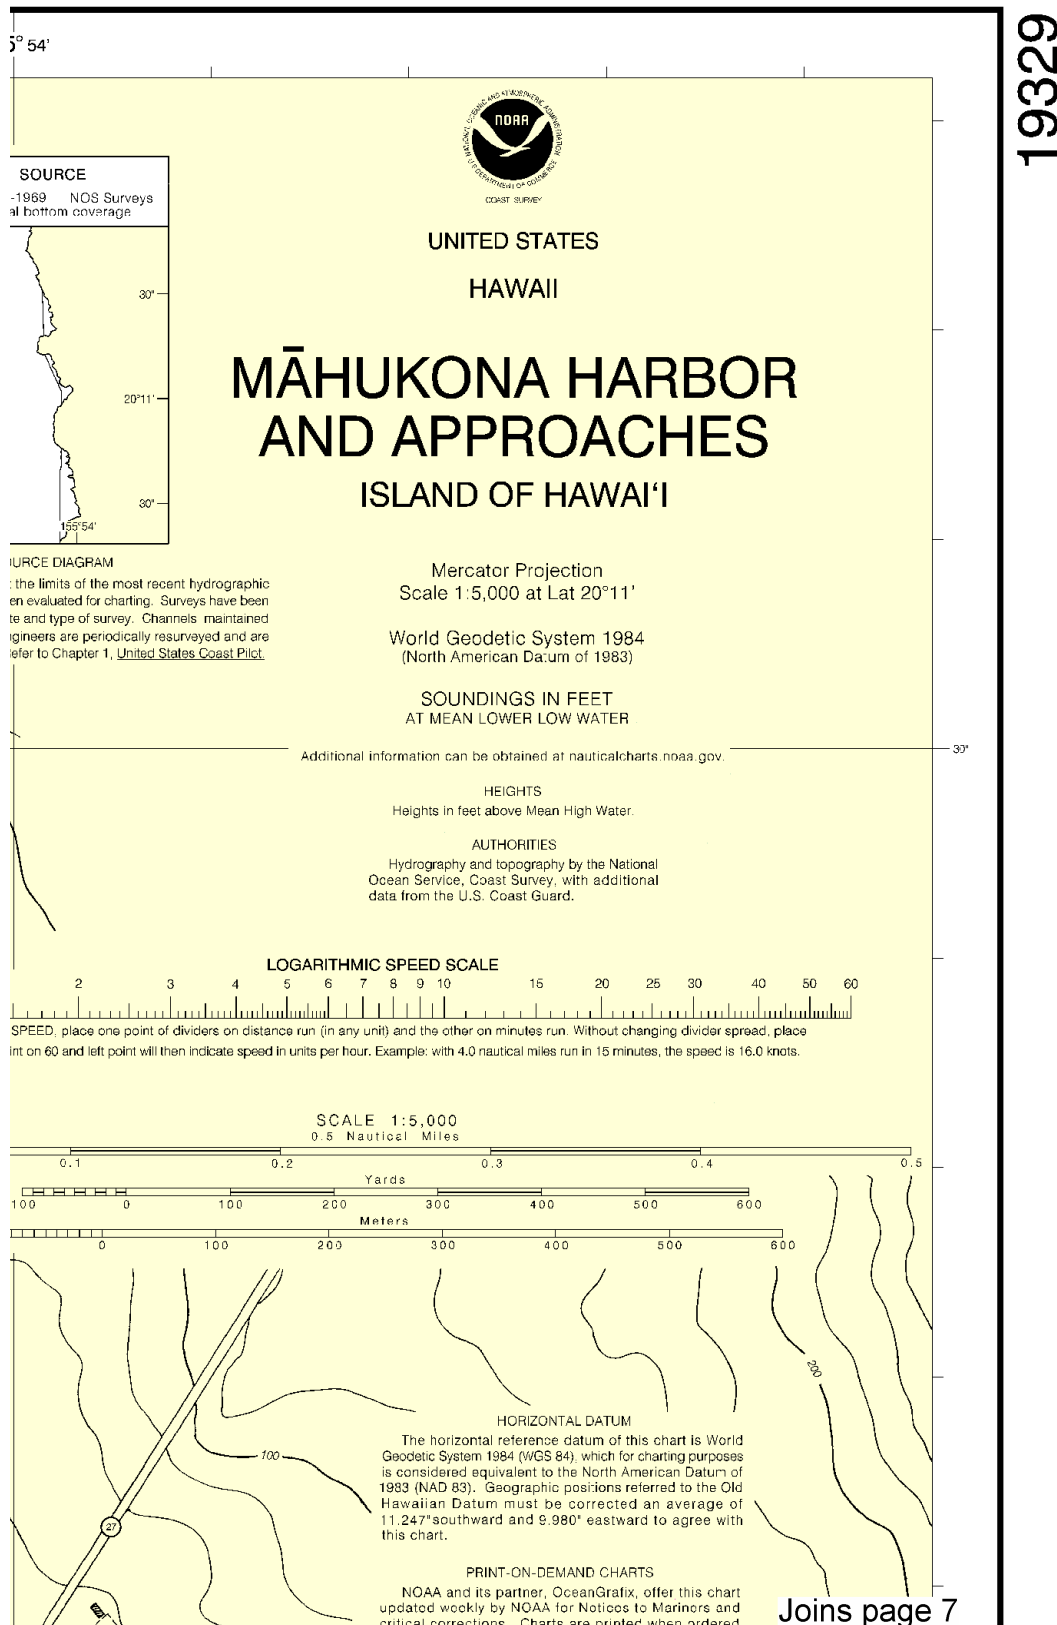 54'
19329
NATIONAL OCEANIC AND ATMOSPHERIC ADMINISTRATION
U.S. DEPARTMENT OF COMMERCE
NOAA
COAST SURVEY
SOURCE
-1969 NOS Surveys
al bottom coverage
30"
20°11'
30"
155°54'
UNITED STATES
HAWAII
MĀHUKONA HARBOR
AND APPROACHES
ISLAND OF HAWAI‘I
URCE DIAGRAM
the limits of the most recent hydrographic
en evaluated for charting. Surveys have been
te and type of survey. Channels maintained
gineers are periodically resurveyed and are
efer to Chapter 1, United States Coast Pilot.
Mercator Projection
Scale 1:5,000 at Lat 20°11'
World Geodetic System 1984
(North American Datum of 1983)
SOUNDINGS IN FEET
AT MEAN LOWER LOW WATER
30"
Additional information can be obtained at nauticalcharts.noaa.gov.
HEIGHTS
Heights in feet above Mean High Water.
AUTHORITIES
Hydrography and topography by the National
Ocean Service, Coast Survey, with additional
data from the U.S. Coast Guard.
LOGARITHMIC SPEED SCALE
2 3 4 5 6 7 8 9 10 15 20 25 30 40 50 60
SPEED, place one point of dividers on distance run (in any unit) and the other on minutes run. Without changing divider spread, place
int on 60 and left point will then indicate speed in units per hour. Example: with 4.0 nautical miles run in 15 minutes, the speed is 16.0 knots.
SCALE 1:5,000
0.5 Nautical Miles
0.1 0.2 0.3 0.4 0.5
Yards
100 0 100 200 300 400 500 600
Meters
0 100 200 300 400 500 600
200
100
27
HORIZONTAL DATUM
The horizontal reference datum of this chart is World
Geodetic System 1984 (WGS 84), which for charting purposes
is considered equivalent to the North American Datum of
1983 (NAD 83). Geographic positions referred to the Old
Hawaiian Datum must be corrected an average of
11.247" southward and 9.980" eastward to agree with
this chart.
PRINT-ON-DEMAND CHARTS
NOAA and its partner, OceanGrafix, offer this chart
updated weekly by NOAA for Notices to Mariners and
critical corrections. Charts are printed when ordered
Joins page 7